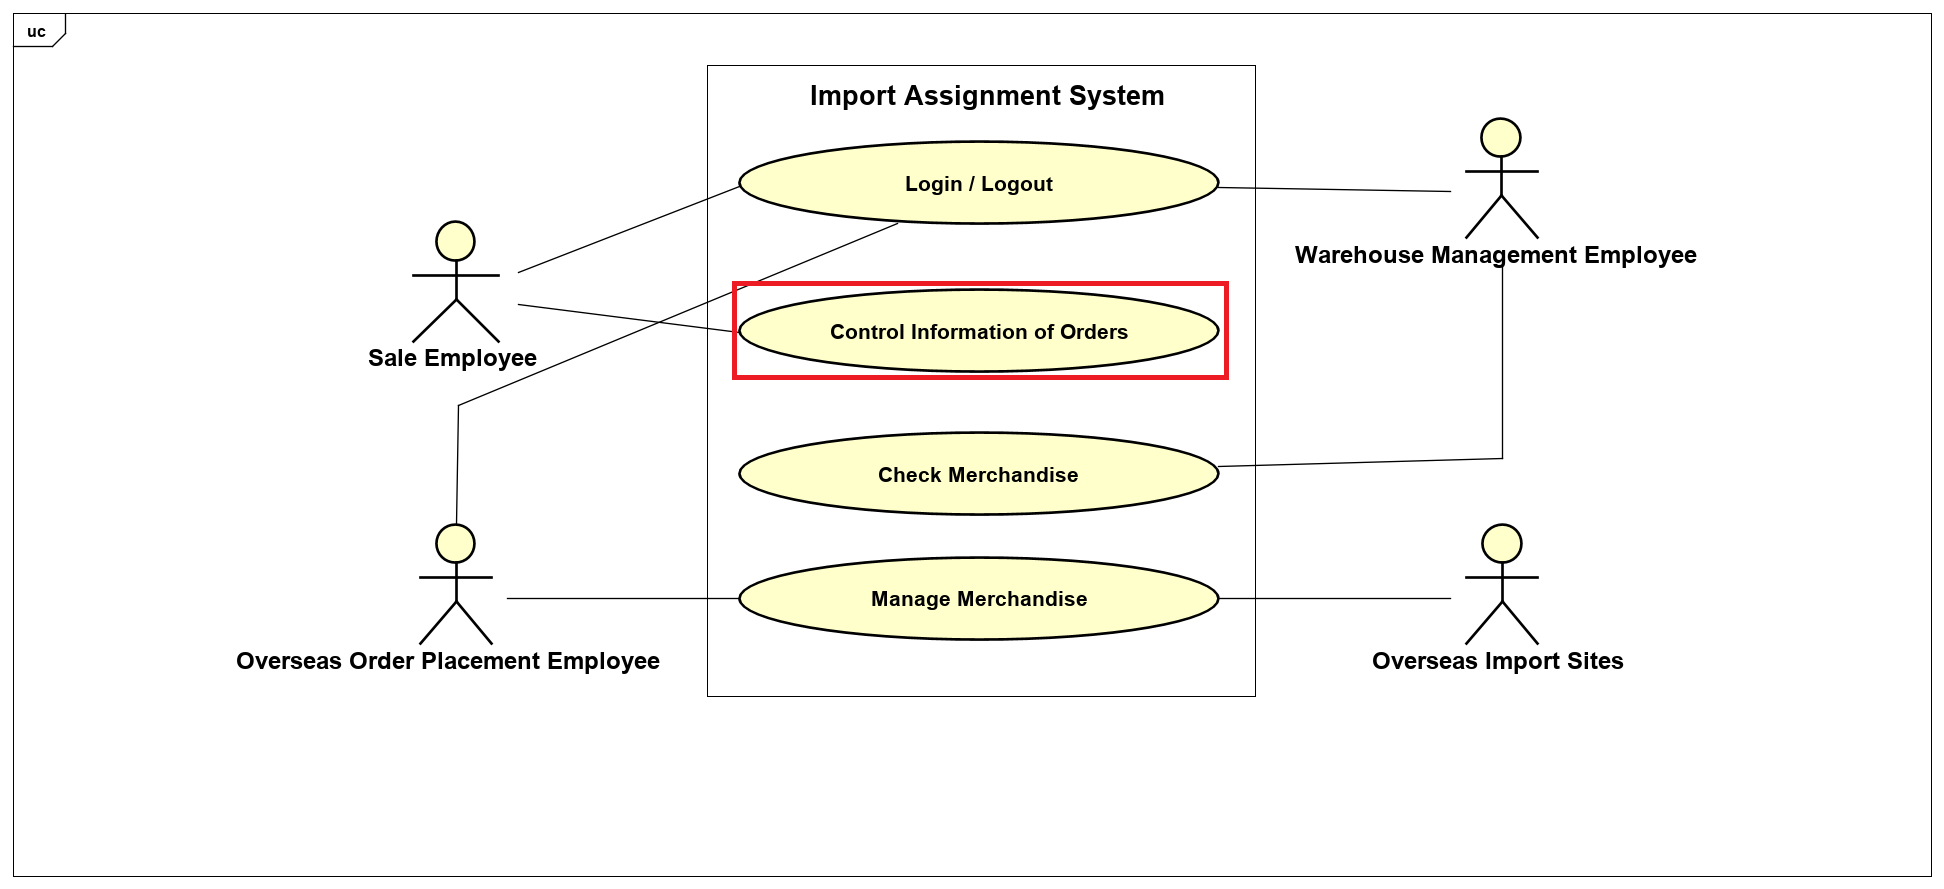 uc
Import Assignment System
Login / Logout
Warehouse Management Employee
Control Information of Orders
Sale Employee
Check Merchandise
Manage Merchandise
Overseas Order Placement Employee
Overseas Import Sites